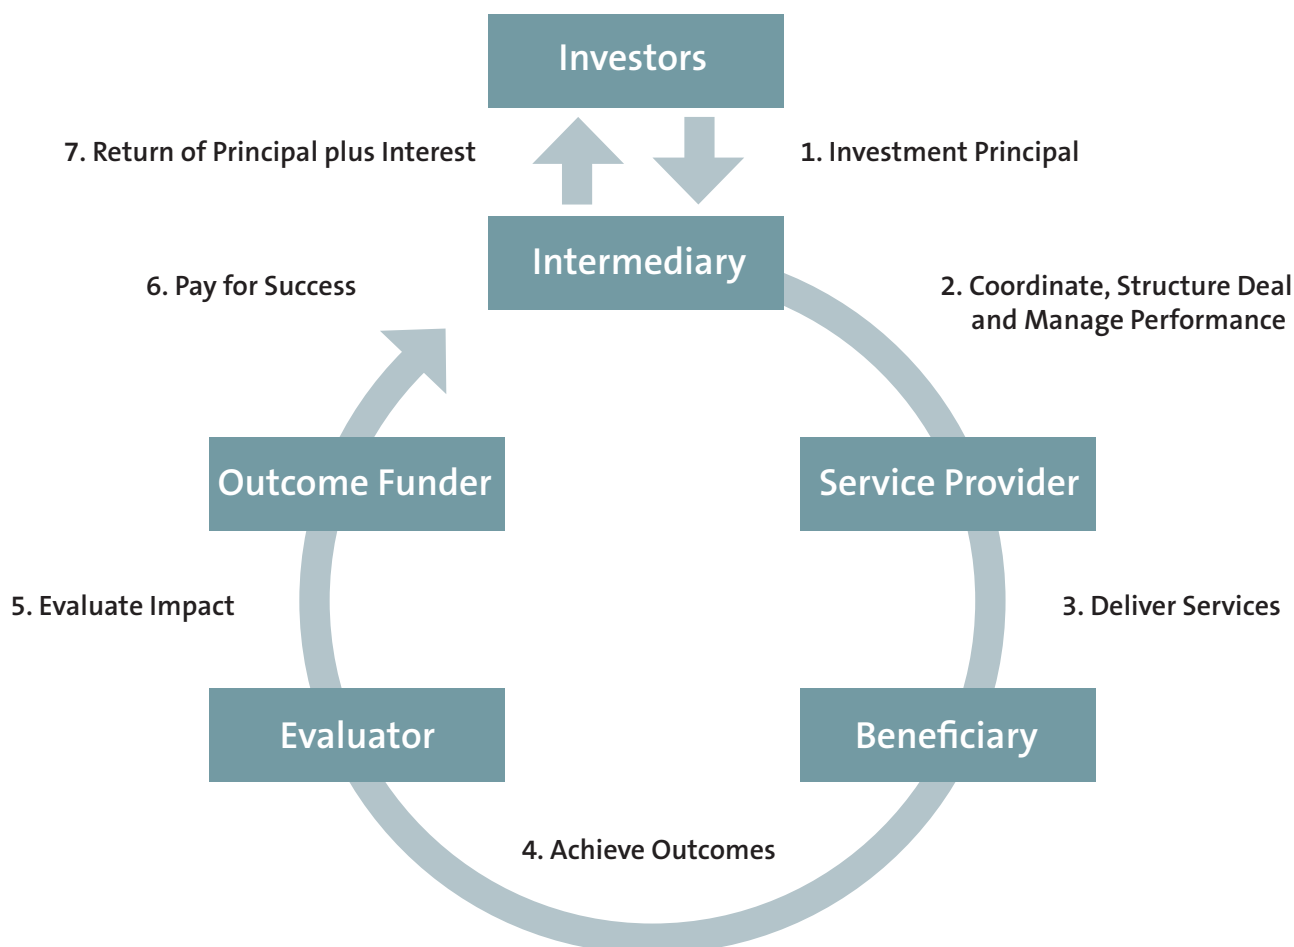 Investors
7. Return of Principal plus Interest
1. Investment Principal
Intermediary
6. Pay for Success
2. Coordinate, Structure Deal
and Manage Performance
Outcome Funder
Service Provider
5. Evaluate Impact
3. Deliver Services
Evaluator
Beneficiary
4. Achieve Outcomes